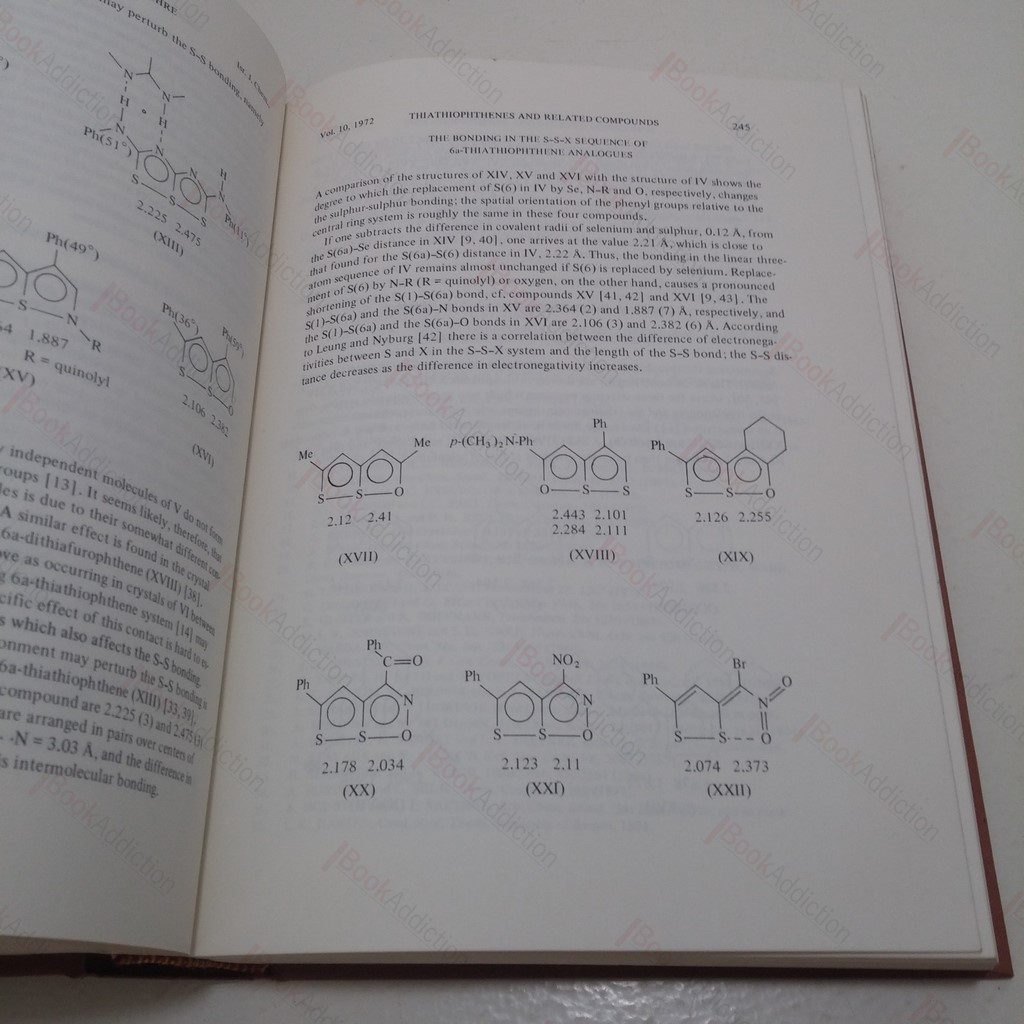 may perturb the S–S bonding, namely
Isr. J. Chem.
N
N
H
H
N
Ph(51°)
N
N
H
N
S
S
S
2.225 2.475
(XIII)
Ph(49°)
S
N
R
1.887
R = quinolyl
(XV)
Ph(36°)
S
S
O
2.106 2.382
(XVI)
independent molecules of V do not form
groups [13]. It seems likely, therefore, that
les is due to their somewhat different
A similar effect is found in the crystal
6a-dithiafurophthene (XVIII) [38].
ove as occurring in crystals of VI between
6a-thiathiophthene system [14] may
cific effect of this contact is hard to
s which also affects the S–S bonding.
onment may perturb the S–S bonding
6a-thiathiophthene (XIII) [33, 39].
compound are 2.225 (3) and 2.475 (3)
are arranged in pairs over centers of
N = 3.03 Å, and the difference in
is intermolecular bonding.
Vol. 10, 1972 THIATHIOPHTHENES AND RELATED COMPOUNDS 245
THE BONDING IN THE S–S–X SEQUENCE OF
6a-THIATHIOPHTHENE ANALOGUES
A comparison of the structures of XIV, XV and XVI with the structure of IV shows the
degree to which the replacement of S(6) in IV by Se, N–R and O, respectively, changes
the sulphur-sulphur bonding; the spatial orientation of the phenyl groups relative to the
central ring system is roughly the same in these four compounds.
If one subtracts the difference in covalent radii of selenium and sulphur, 0.12 Å, from
the S(6a)–Se distance in XIV [9, 40], one arrives at the value 2.21 Å, which is close to
that found for the S(6a)–S(6) distance in IV, 2.22 Å. Thus, the bonding in the linear three-
atom sequence of IV remains almost unchanged if S(6) is replaced by selenium. Replace-
ment of S(6) by N–R (R = quinolyl) or oxygen, on the other hand, causes a pronounced
shortening of the S(1)–S(6a) bond, cf. compounds XV [41, 42] and XVI [9, 43]. The
S(1)–S(6a) and the S(6a)–N bonds in XV are 2.364 (2) and 1.887 (7) Å, respectively, and
the S(1)–S(6a) and the S(6a)–O bonds in XVI are 2.106 (3) and 2.382 (6) Å. According
to Leung and Nyburg [42] there is a correlation between the difference of electronega-
tivities between S and X in the S–S–X system and the length of the S–S bond; the S–S dis-
tance decreases as the difference in electronegativity increases.
Me Me
S S O
2.12 2.41
(XVII)
p-(CH3)2N-Ph Ph
O S S
2.443 2.101
2.284 2.111
(XVIII)
Ph
S S O
2.126 2.255
(XIX)
Ph
C=O
Ph
N
S S O
2.178 2.034
(XX)
NO2
Ph
N
S S O
2.123 2.11
(XXI)
Br
Ph
O
N
S S O
2.074 2.373
(XXII)
BookAddiction